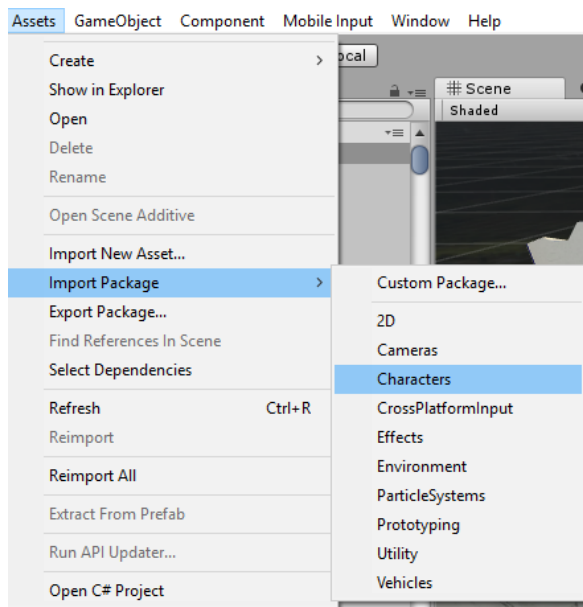 Assets GameObject Component Mobile Input Window Help
Create
Show in Explorer
Open
Delete
Rename
Open Scene Additive
Import New Asset...
Import Package
Export Package...
Find References In Scene
Select Dependencies
Refresh Ctrl+R
Reimport
Reimport All
Extract From Prefab
Run API Updater...
Open C# Project
ocal
Scene
Shaded
Custom Package...
2D
Cameras
Characters
CrossPlatformInput
Effects
Environment
ParticleSystems
Prototyping
Utility
Vehicles